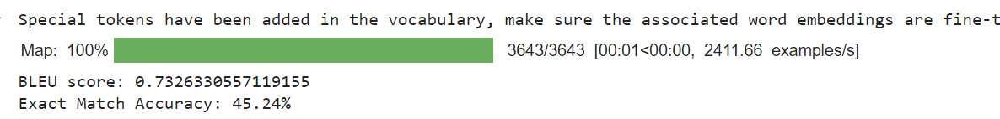 Special tokens have been added in the vocabulary, make sure the associated word embeddings are fine-t
Map: 100% 3643/3643 [00:01<00:00, 2411.66 examples/s]
BLEU score: 0.7326330557119155
Exact Match Accuracy: 45.24%